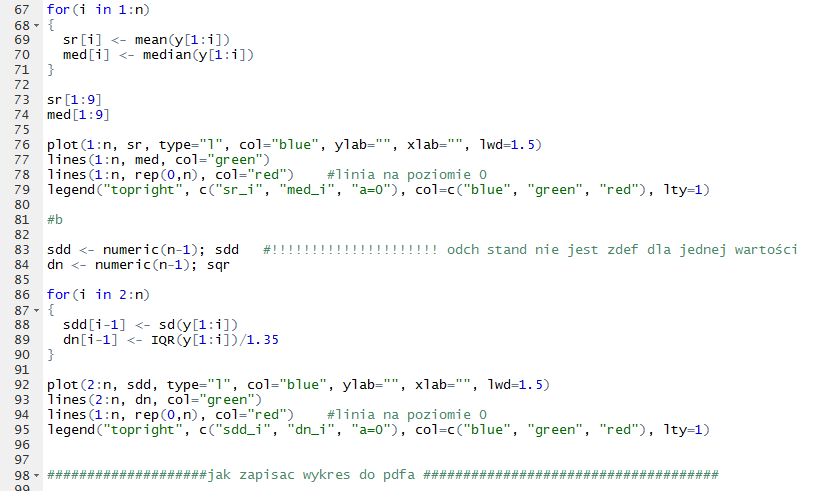 67 for(i in 1:n)
68 {
69   sr[i] <- mean(y[1:i])
70   med[i] <- median(y[1:i])
71 }
72
73 sr[1:9]
74 med[1:9]
75
76 plot(1:n, sr, type="l", col="blue", ylab="", xlab="", lwd=1.5)
77 lines(1:n, med, col="green")
78 lines(1:n, rep(0,n), col="red")    #linia na poziomie 0
79 legend("topright", c("sr_i", "med_i", "a=0"), col=c("blue", "green", "red"), lty=1)
80
81 #b
82
83 sdd <- numeric(n-1); sdd   #!!!!!!!!!!!!!!!!!!!!! odch stand nie jest zdef dla jednej wartości
84 dn <- numeric(n-1); sqr
85
86 for(i in 2:n)
87 {
88   sdd[i-1] <- sd(y[1:i])
89   dn[i-1] <- IQR(y[1:i])/1.35
90 }
91
92 plot(2:n, sdd, type="l", col="blue", ylab="", xlab="", lwd=1.5)
93 lines(2:n, dn, col="green")
94 lines(1:n, rep(0,n), col="red")    #linia na poziomie 0
95 legend("topright", c("sdd_i", "dn_i", "a=0"), col=c("blue", "green", "red"), lty=1)
96
97
98 ####################jak zapisac wykres do pdfa #####################################
99